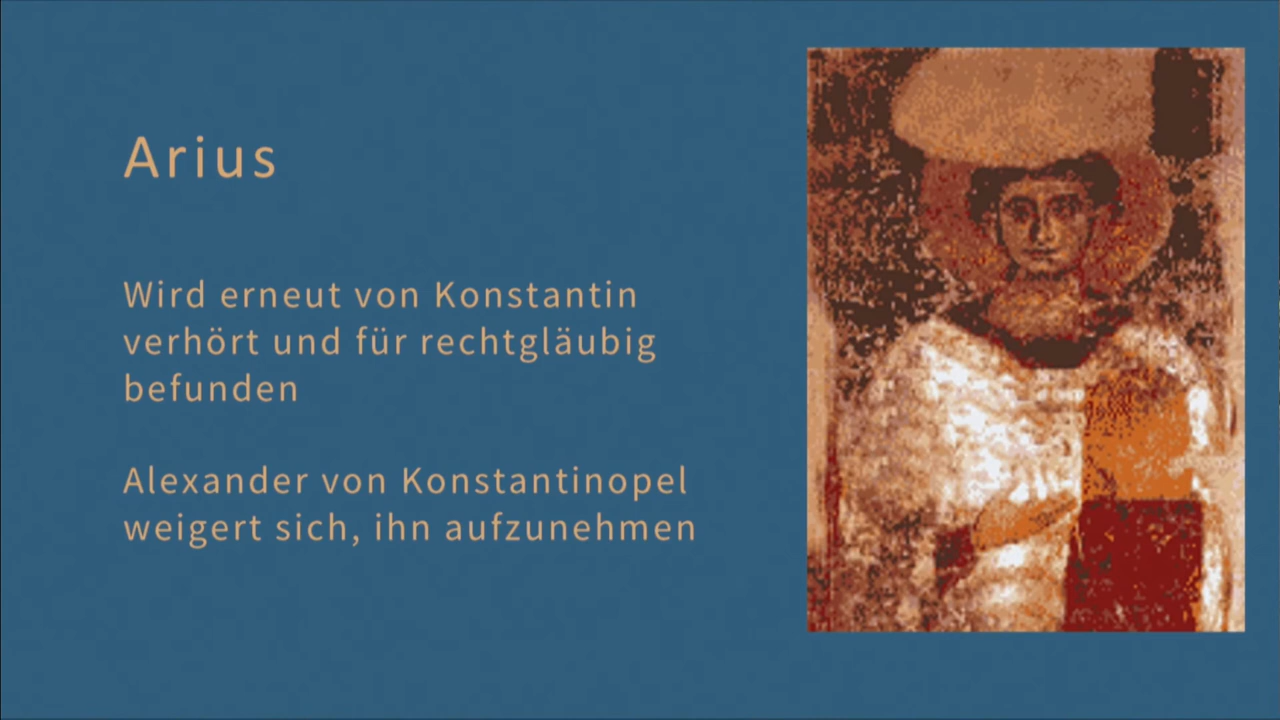 Arius
Wird erneut von Konstantin
verhört und für rechtgläubig
befunden
Alexander von Konstantinopel
weigert sich, ihn aufzunehmen